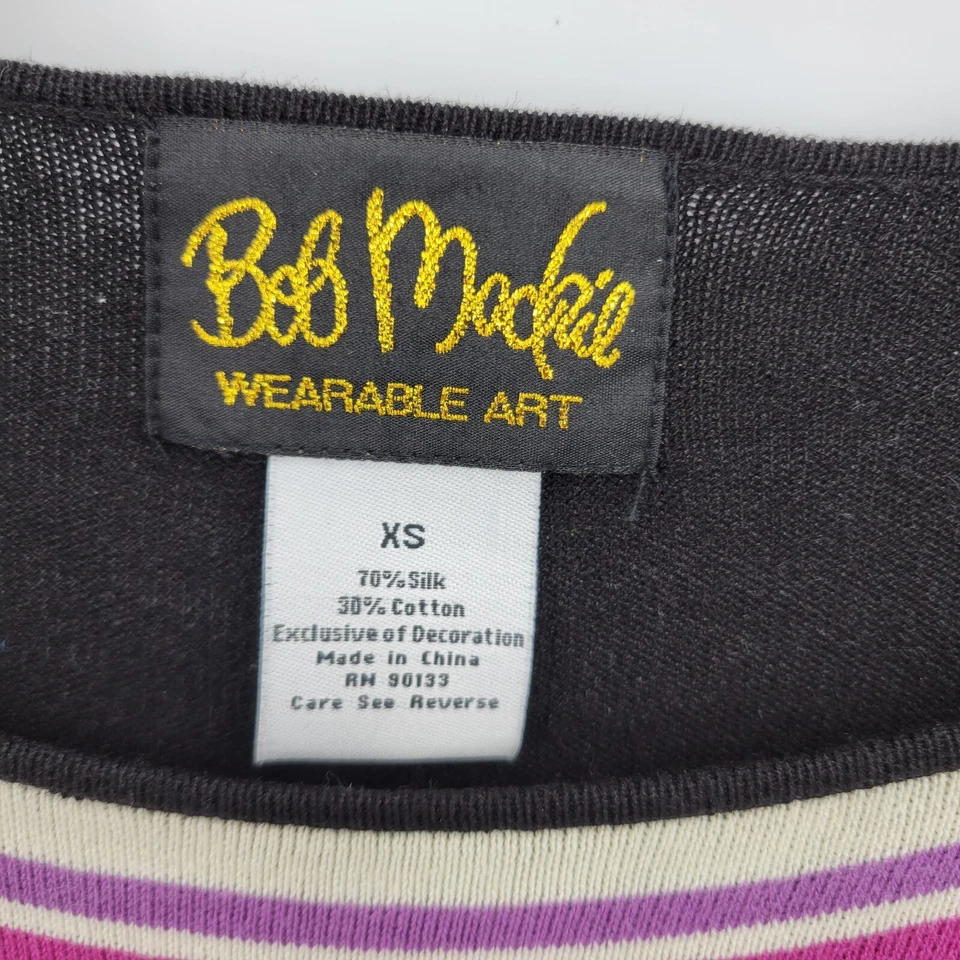 Bob Mackie
WEARABLE ART
XS
70% Silk
30% Cotton
Exclusive of Decoration
Made in China
RN 90133
Care See Reverse